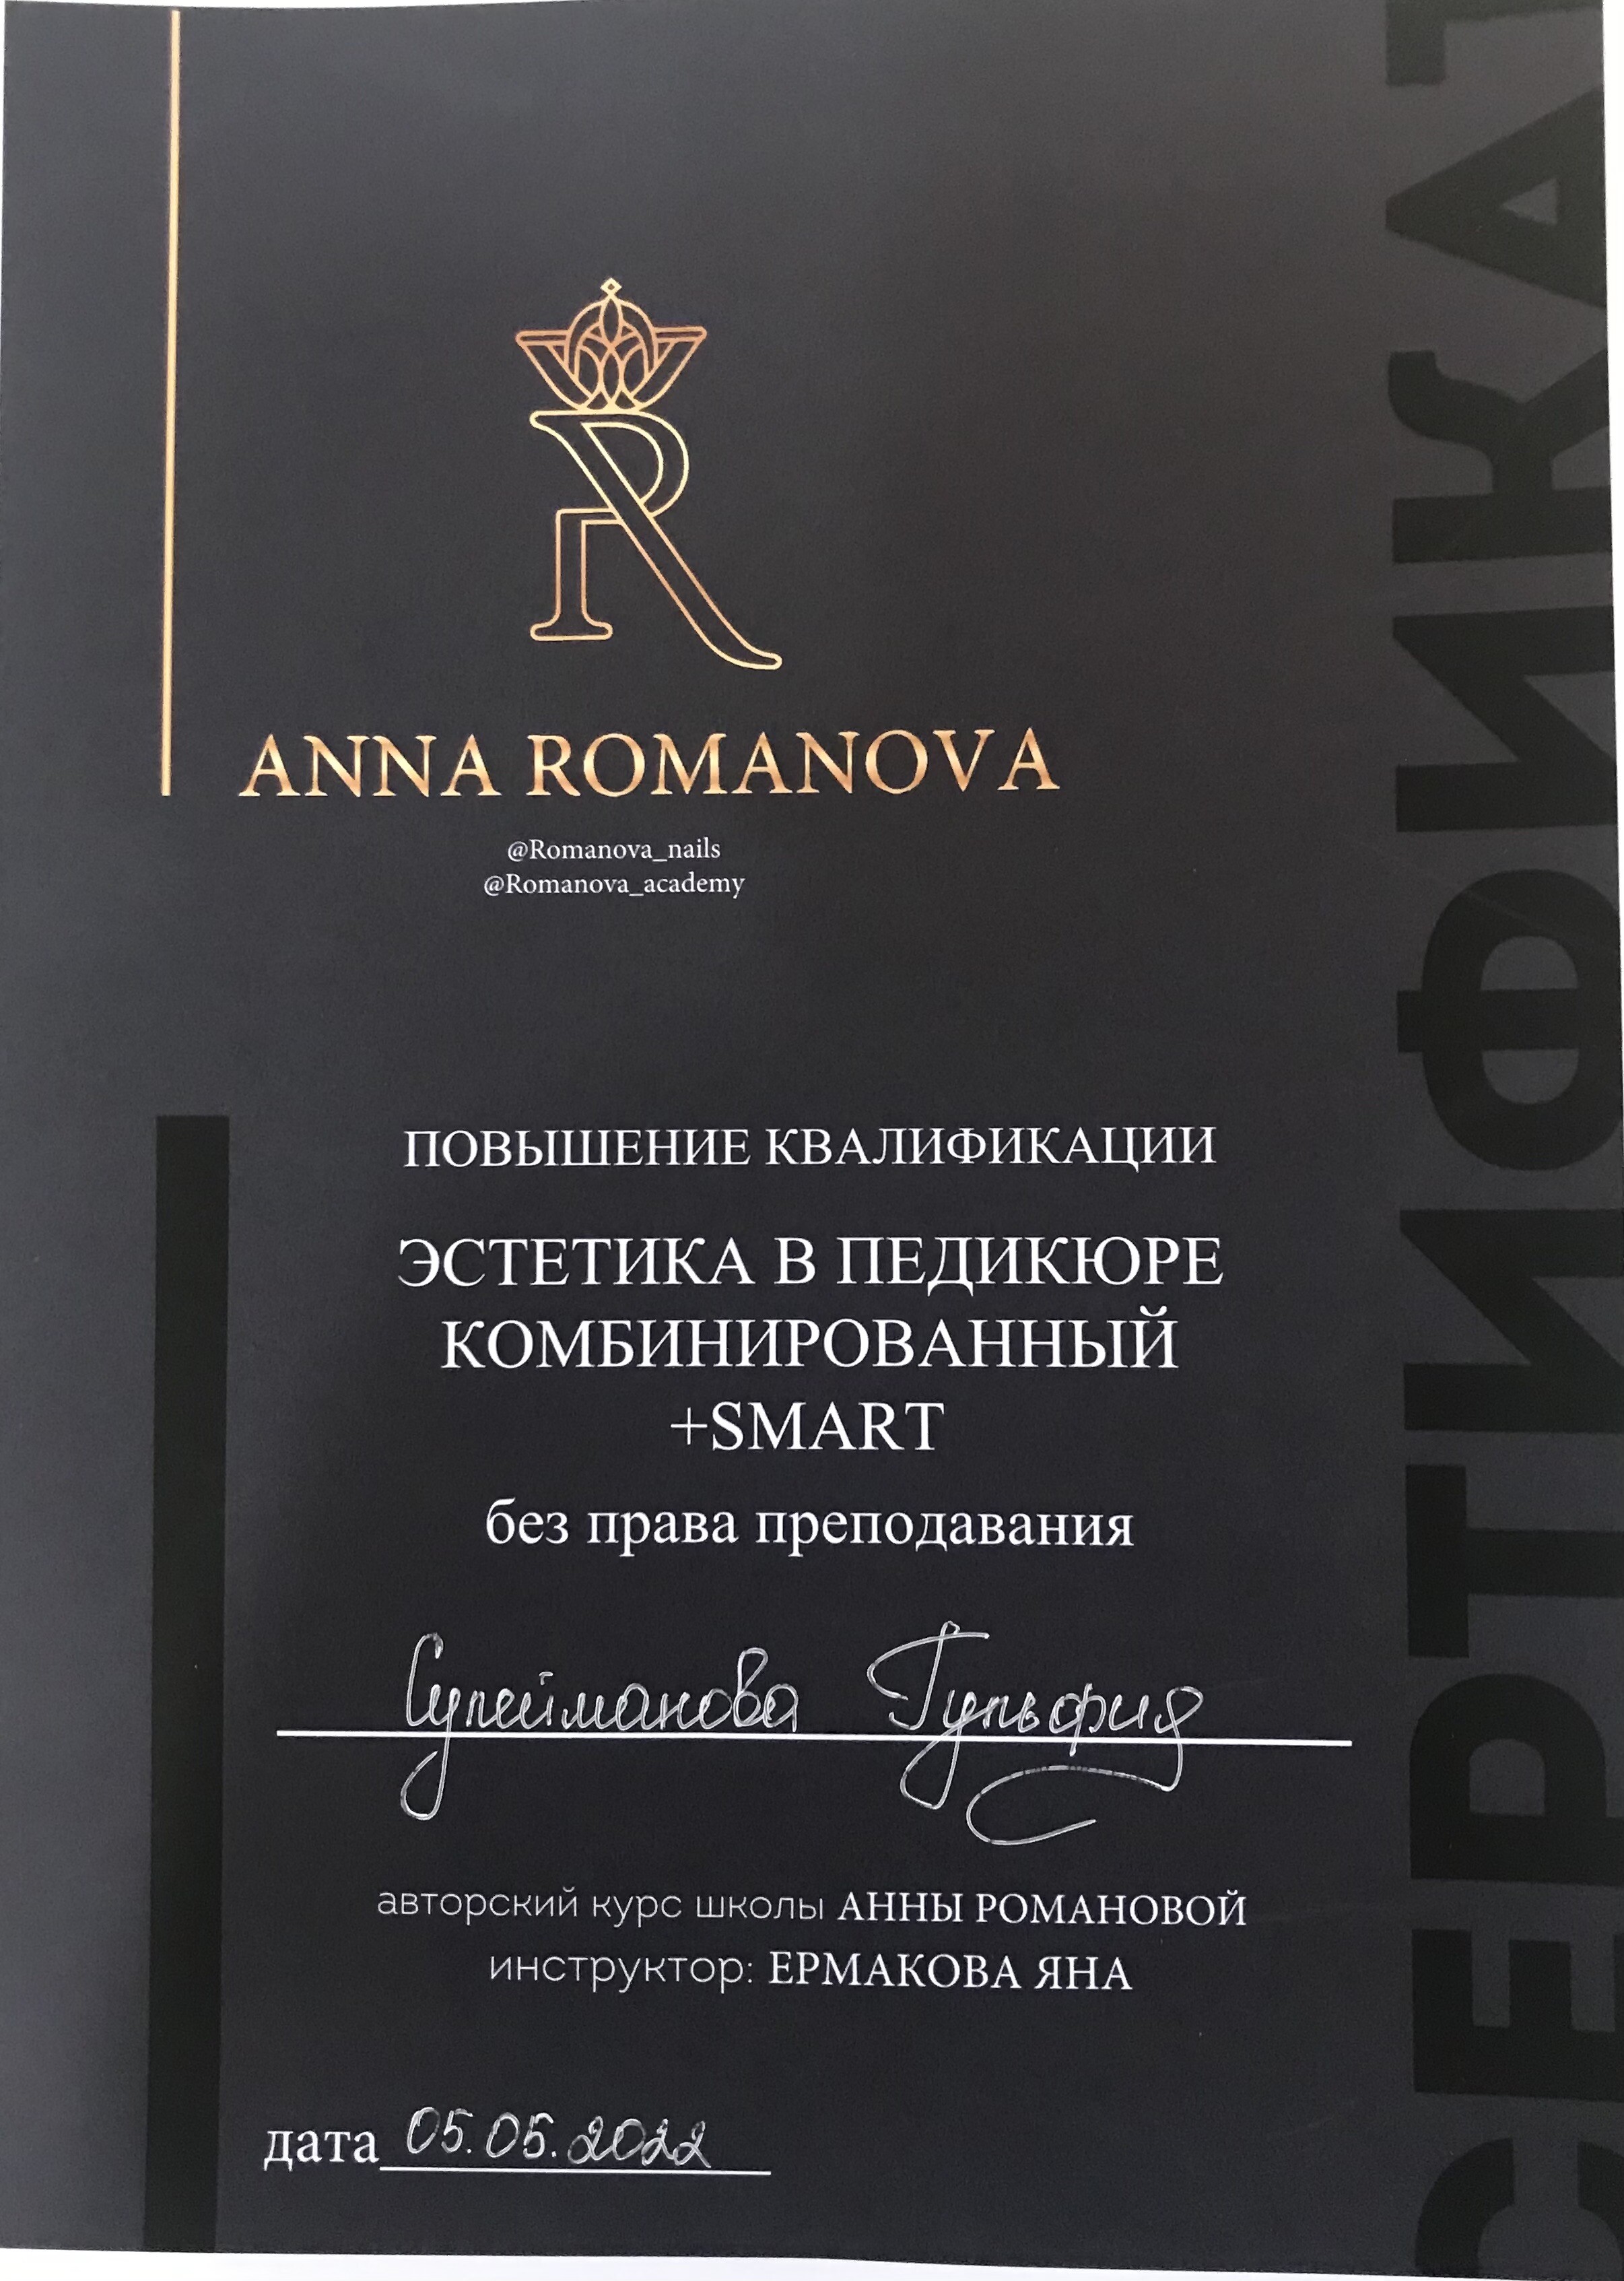 R
ANNA ROMANOVA
@Romanova_nails
@Romanova_academy
ПОВЫШЕНИЕ КВАЛИФИКАЦИИ
ЭСТЕТИКА В ПЕДИКЮРЕ
КОМБИНИРОВАННЫЙ
+SMART
без права преподавания
Сулейманова Гульфия
авторский курс школы АННЫ РОМАНОВОЙ
инструктор: ЕРМАКОВА ЯНА
дата 05.05.2022
СЕРТИФИКАТ